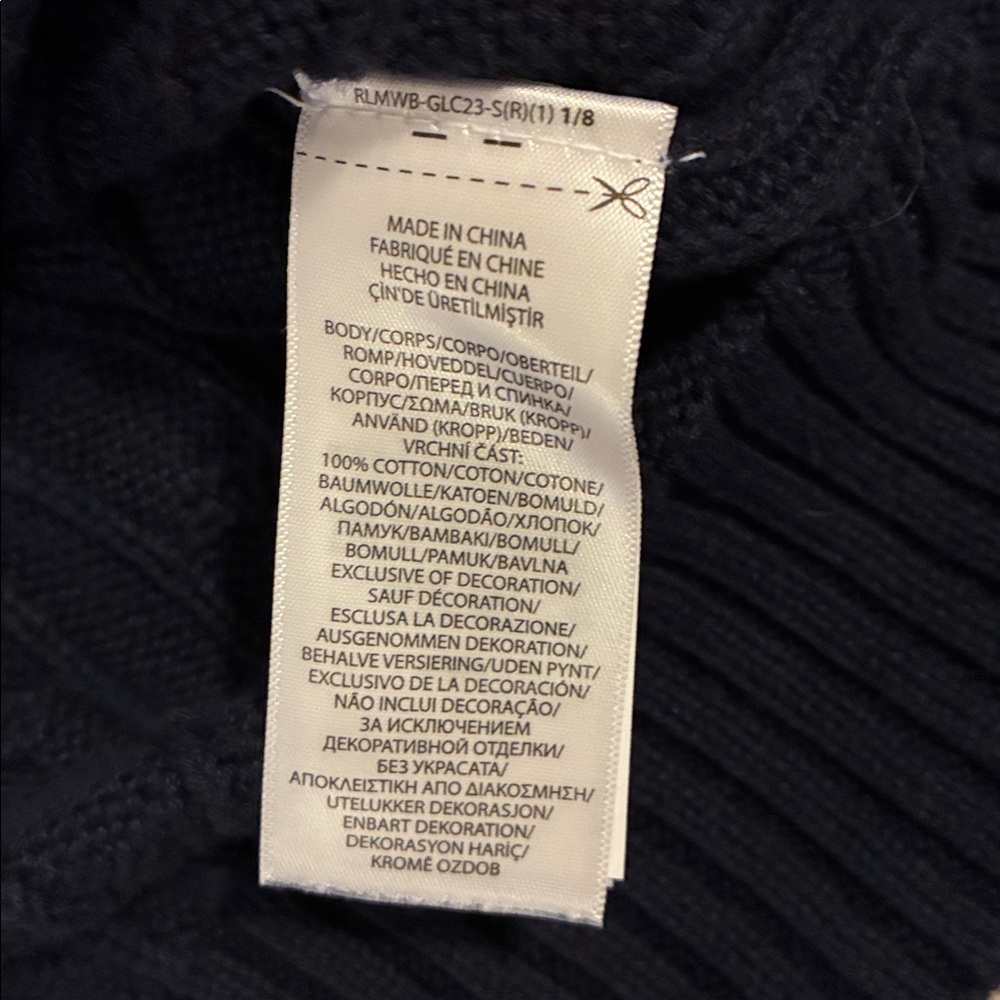 RLMWB-GLC23-S(R)(1) 1/8
MADE IN CHINA
FABRIQUÉ EN CHINE
HECHO EN CHINA
ÇİN'DE ÜRETİLMİŞTİR
BODY/CORPS/CORPO/OBERTEIL/
ROMP/HOVEDDEL/CUERPO/
CORPO/ПЕРЕД И СПИНКА/
КОРПУС/ΣΩΜΑ/BRUK (KROPP)/
ANVÄND (KROPP)/BEDEN/
VRCHNÍ ČÁST:
100% COTTON/COTON/COTONE/
BAUMWOLLE/KATOEN/BOMULD/
ALGODÓN/ALGODÃO/ХЛОПОК/
ПАМУК/ΒΑΜΒΑΚΙ/BOMULL/
BOMULL/PAMUK/BAVLNA
EXCLUSIVE OF DECORATION/
SAUF DÉCORATION/
ESCLUSA LA DECORAZIONE/
AUSGENOMMEN DEKORATION/
BEHALVE VERSIERING/UDEN PYNT/
EXCLUSIVO DE LA DECORACIÓN/
NÃO INCLUI DECORAÇÃO/
ЗА ИСКЛЮЧЕНИЕМ
ДЕКОРАТИВНОЙ ОТДЕЛКИ/
БЕЗ УКРАСАТА/
ΑΠΟΚΛΕΙΣΤΙΚΗ ΑΠΟ ΔΙΑΚΟΣΜΗΣΗ/
UTELUKKER DEKORASJON/
ENBART DEKORATION/
DEKORASYON HARİÇ/
KROMĚ OZDOB